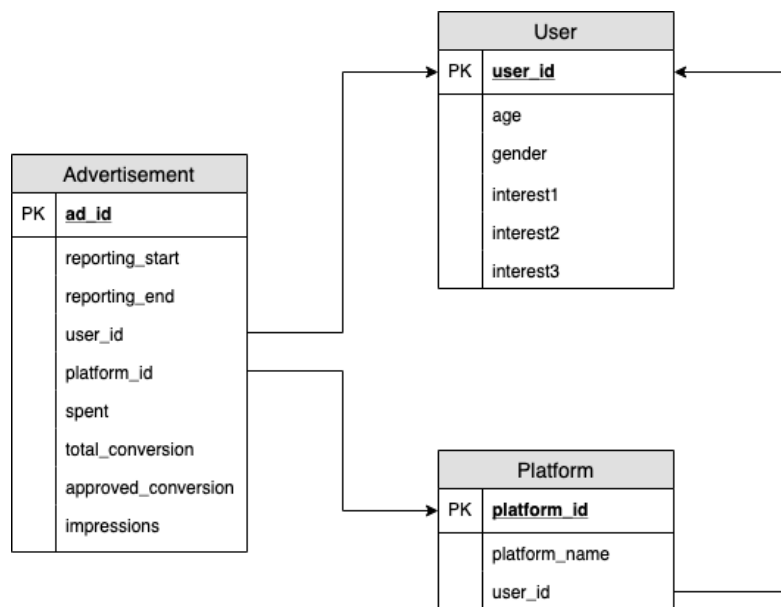 User
PK user_id
age
gender
interest1
interest2
interest3
Advertisement
PK ad_id
reporting_start
reporting_end
user_id
platform_id
spent
total_conversion
approved_conversion
impressions
Platform
PK platform_id
platform_name
user_id